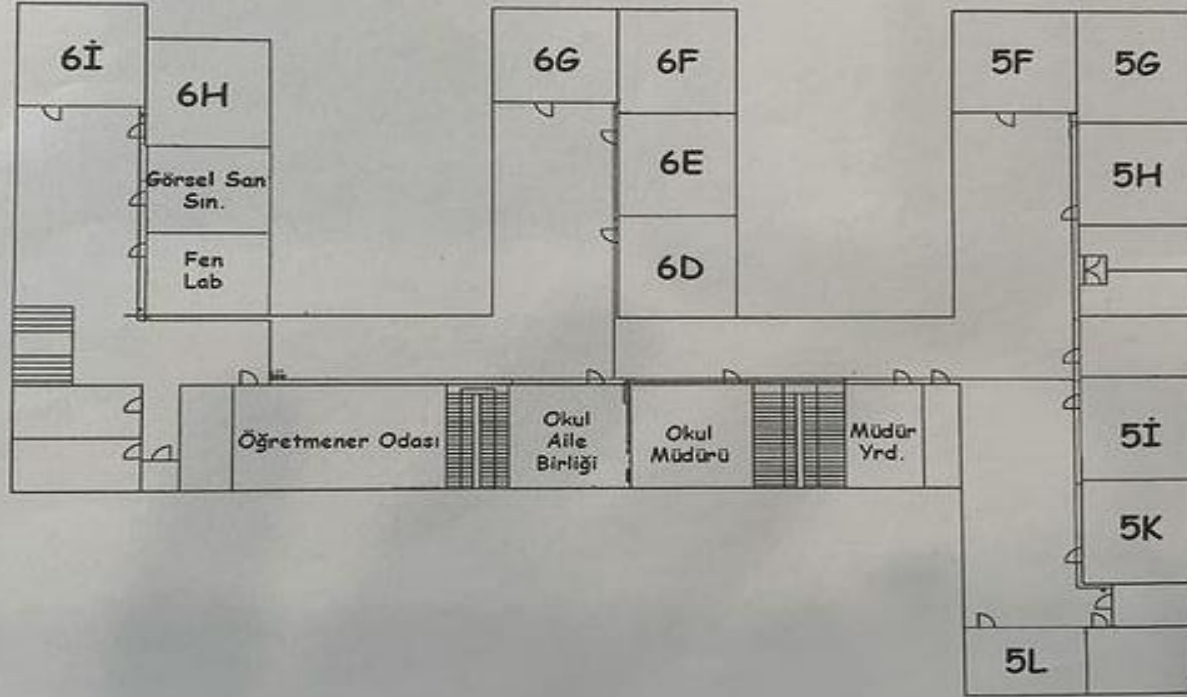 6İ
6H
6G
6F
5F
5G
6E
5H
Görsel San
Sın.
Fen
Lab
6D
Öğretmener Odası
Okul
Aile
Birliği
Okul
Müdürü
Müdür
Yrd.
5İ
5K
5L